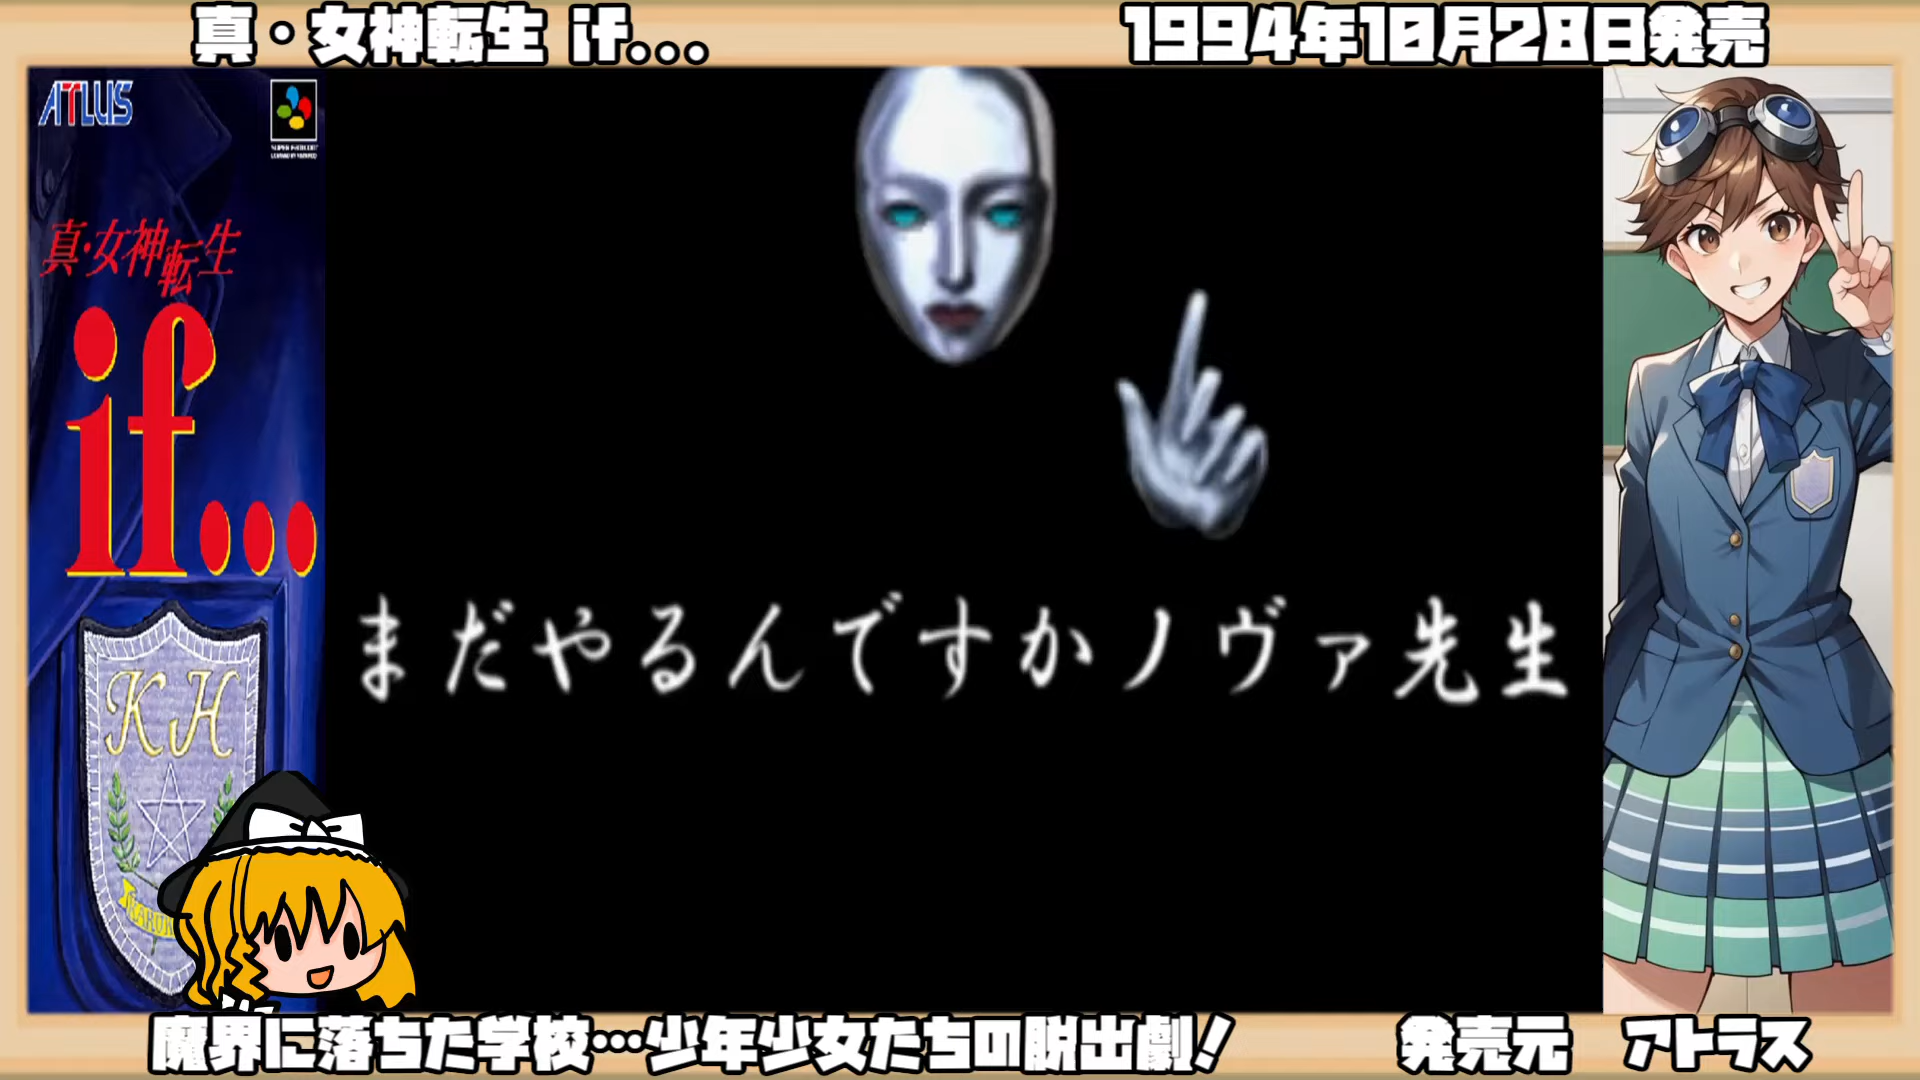 真・女神転生 if...
1994年10月28日発売
ATLUS
真・女神転生
if...
KH
まだやるんですかノヴァ先生
魔界に落ちた学校…少年少女たちの脱出劇！
発売元 アトラス